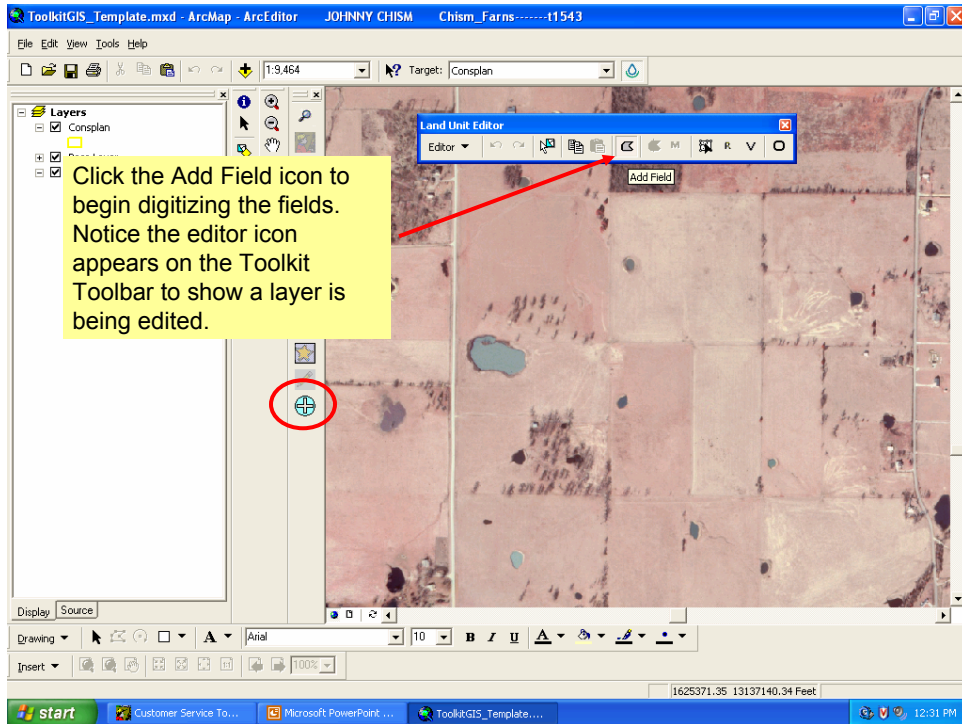 ToolkitGIS_Template.mxd - ArcMap - ArcEditor JOHNNY CHISM Chism_Farns-------t1543
File Edit View Tools Help
1:9,464 Target: Consplan
Layers
Consplan
Land Unit Editor
Editor M R V O
Add Field
Click the Add Field icon to
begin digitizing the fields.
Notice the editor icon
appears on the Toolkit
Toolbar to show a layer is
being edited.
Display Source
Drawing A Arial 10 B I U A
Insert 1:1 100%
1625371.35 13137140.34 Feet
start Customer Service To... Microsoft PowerPoint ... ToolkitGIS_Template.... 12:31 PM